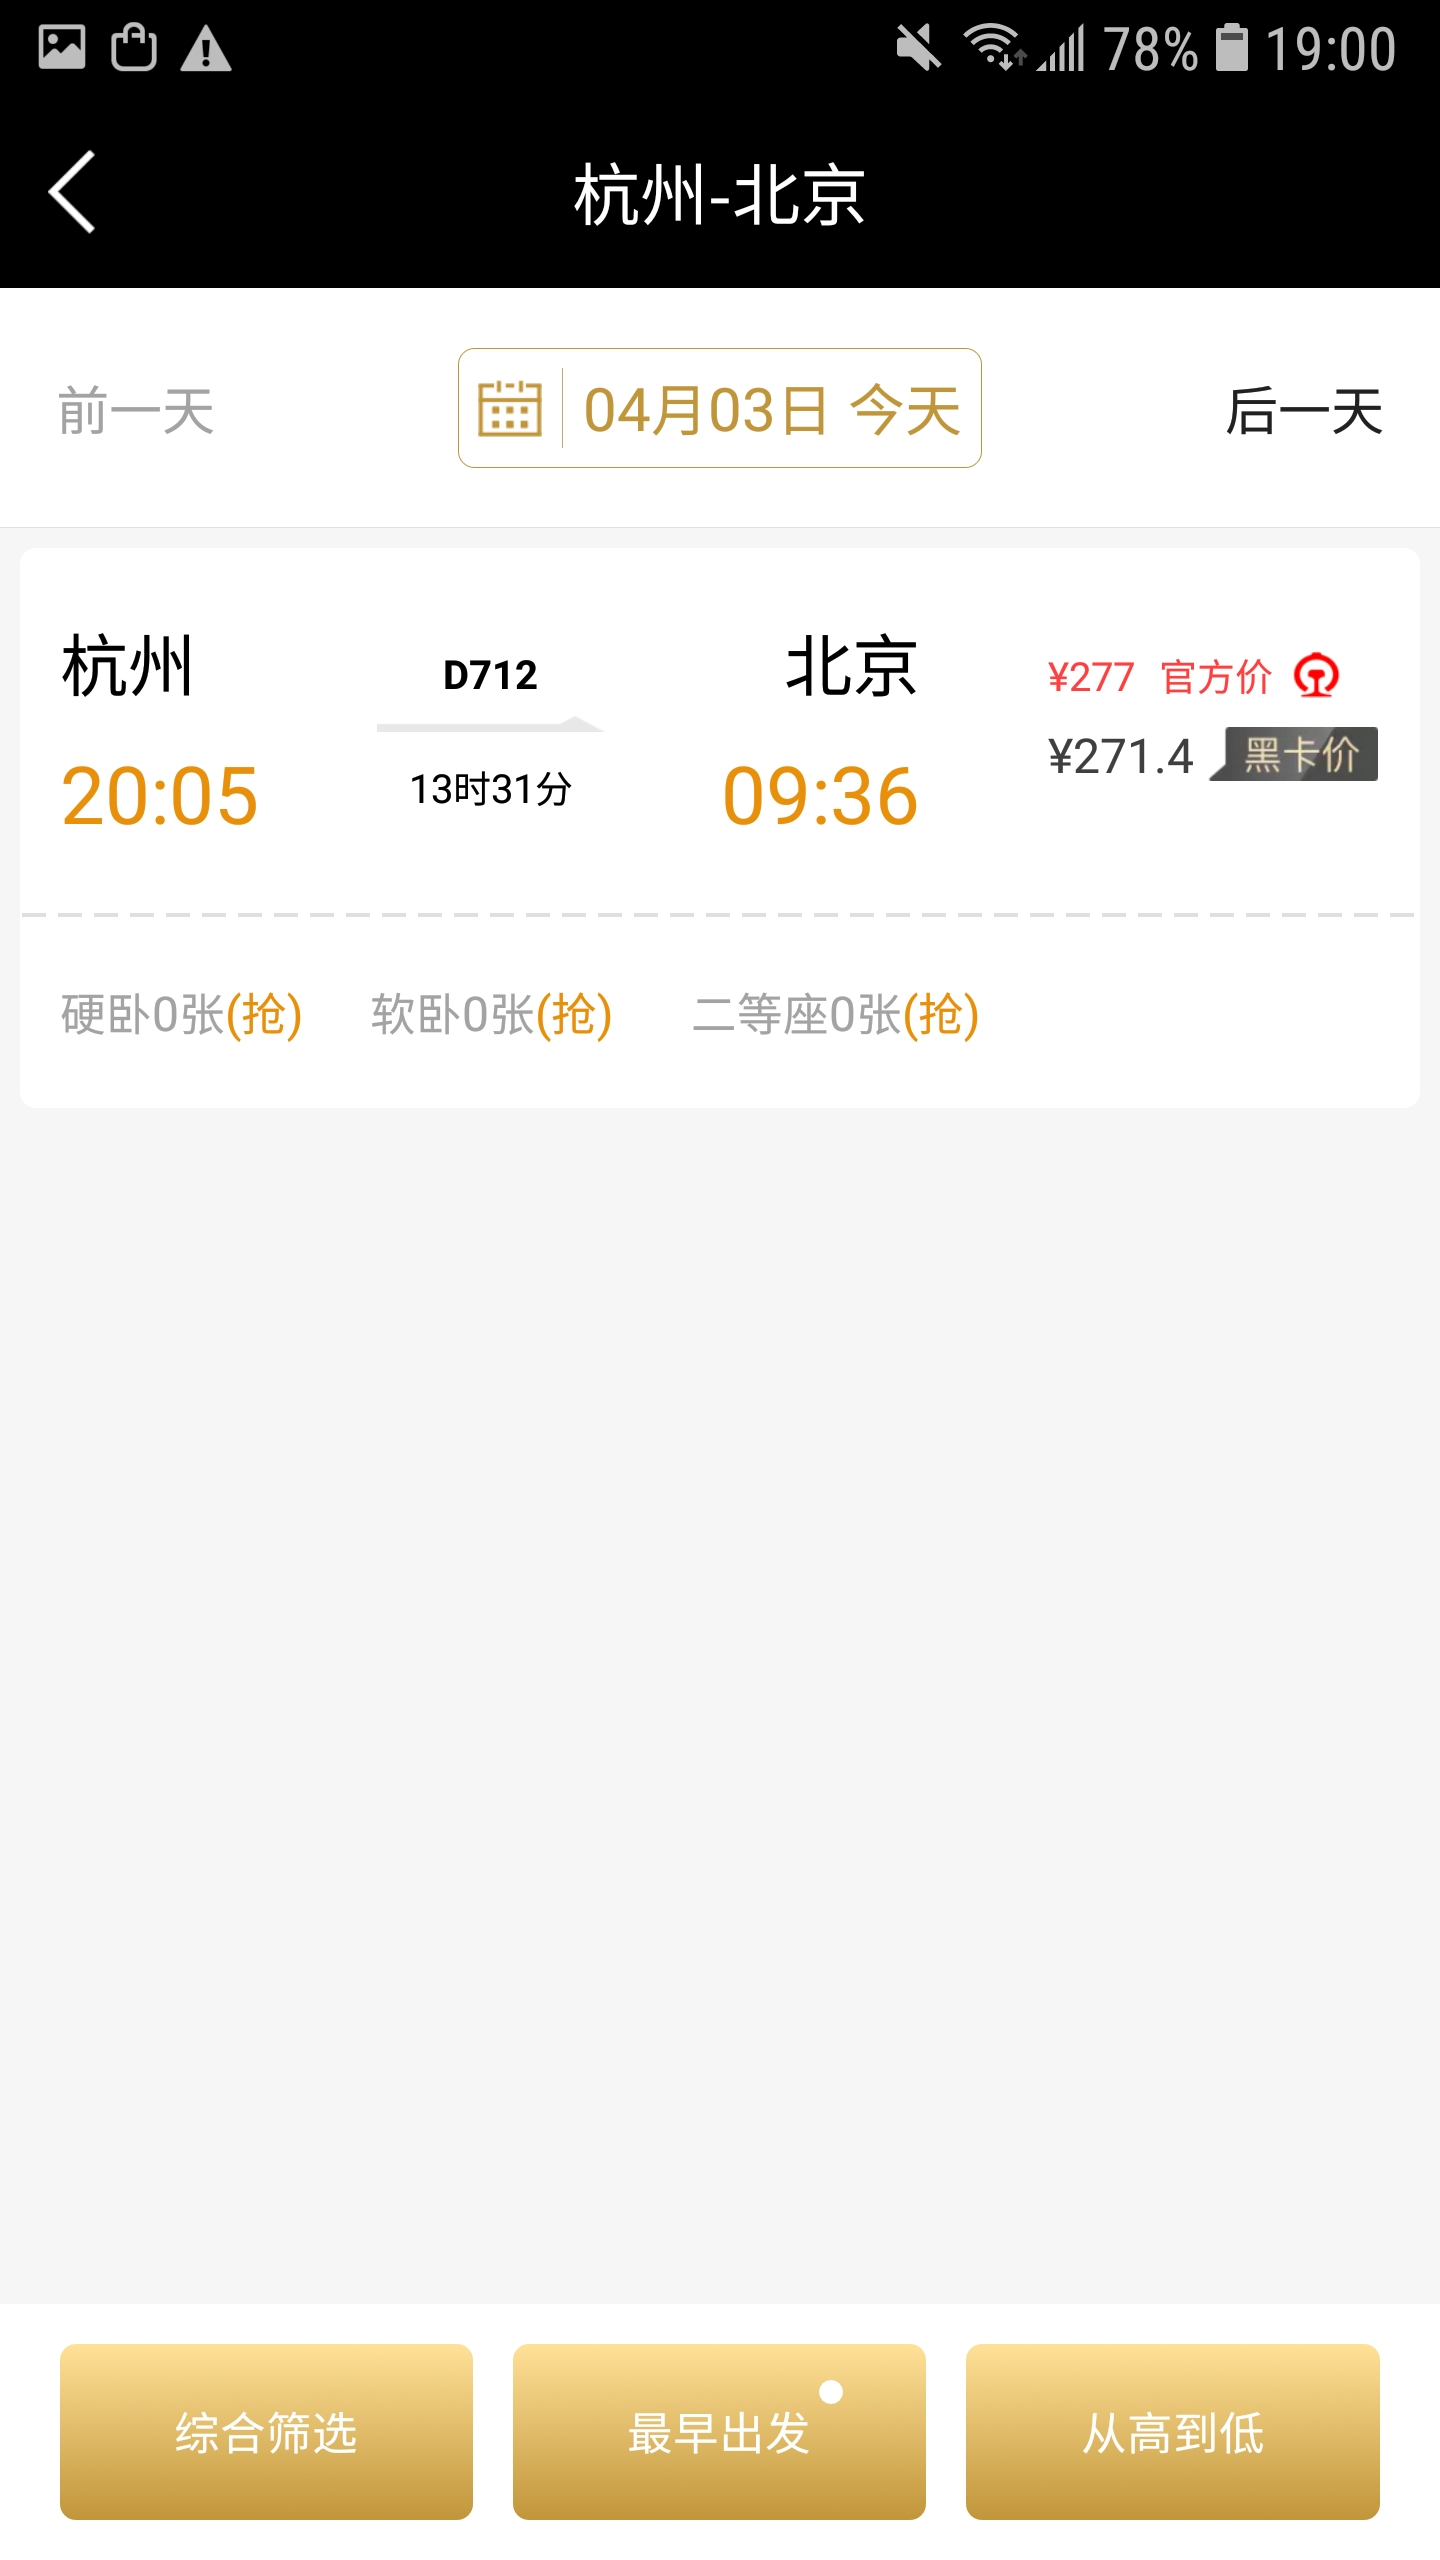 78% 19:00
杭州-北京
前一天
04月03日 今天
后一天
杭州
D712
北京
¥277 官方价
¥271.4 黑卡价
20:05
13时31分
09:36
硬卧0张(抢) 软卧0张(抢) 二等座0张(抢)
综合筛选
最早出发
从高到低